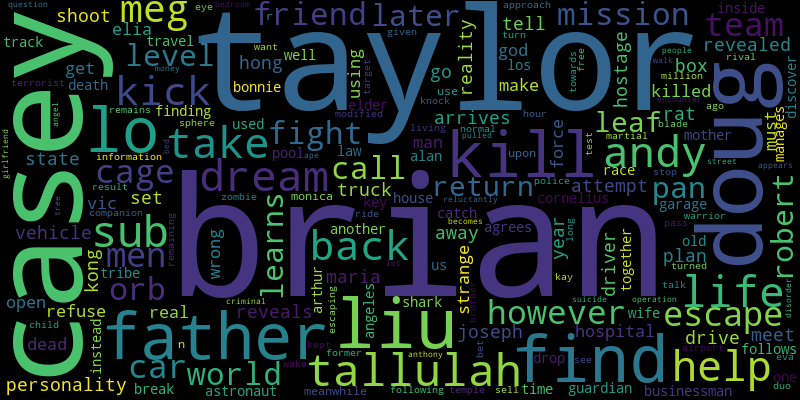 question
bedroom
shoot
meg
friend
later
mission
eye
approach
elia
track
travel
level
get
death
kick
taylor
tell
turn
given
team
inside
revealed
rival
terrorist
girlfriend
casey
angel
hong
go
well
want
money
using
reality
god
los
use
make
towards
free
people
walk
million
hostage
box
killed
ago
discover
doug
bonnie
elder
target
modified
knock
remains
finding
sphere
used
fight
arrives
leaf
rat
blade
mother
must
manages
lo
take
kill
force
test
martial
andy
street
information
state
law
man
living
normal
hour
pulled
upon
alan
race
stop
appears
cage
dream
pool
ape
call
return
police
attempt
pan
warrior
result
vic
set
men
truck
monica
key
house
cornelius
reluctantly
garage
pass
companion
tree
vehicle
kong
sub
wrong
zombie
learns
another
ride
catch
agrees
year
long
driver
together
old
plan
turned
robert
brian
back
away
becomes
tribe
orb
remaining
maria
us
strange
kay
wife
talk
life
disorder
open
real
reveals
arthur
escaping
angeles
shark
however
suicide
operation
refuse
criminal
liu
joseph
hospital
escape
child
dead
instead
father
n
former
kept
anthony
bet
drop
see
drive
meet
airport
follows
eva
car
world
wake
tallulah
find
help
one
duo
personality
break
astronaut
meanwhile
following
temple
sell
time
guardian
businessman